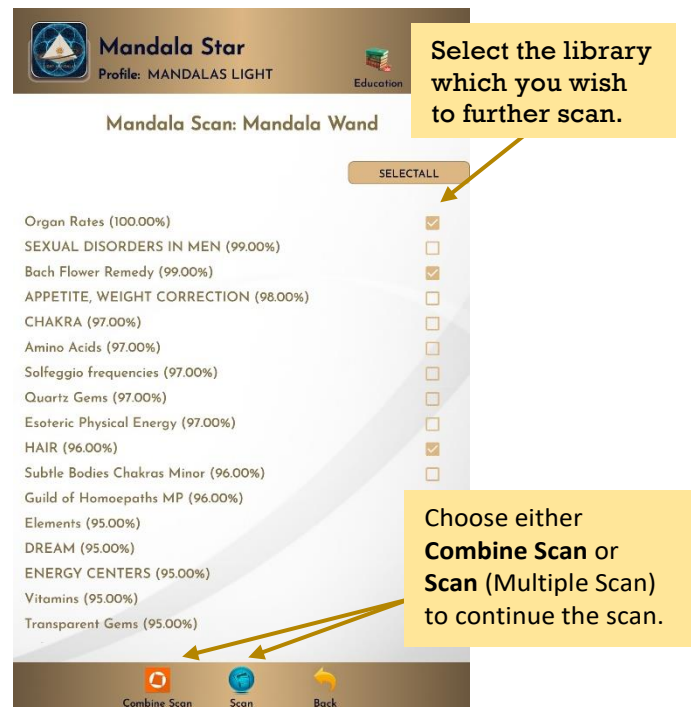 Mandala Star
Profile: MANDALAS LIGHT
Education
Select the library
which you wish
to further scan.
Mandala Scan: Mandala Wand
SELECTALL
Organ Rates (100.00%)
SEXUAL DISORDERS IN MEN (99.00%)
Bach Flower Remedy (99.00%)
APPETITE, WEIGHT CORRECTION (98.00%)
CHAKRA (97.00%)
Amino Acids (97.00%)
Solfeggio frequencies (97.00%)
Quartz Gems (97.00%)
Esoteric Physical Energy (97.00%)
HAIR (96.00%)
Subtle Bodies Chakras Minor (96.00%)
Guild of Homoepaths MP (96.00%)
Elements (95.00%)
DREAM (95.00%)
ENERGY CENTERS (95.00%)
Vitamins (95.00%)
Transparent Gems (95.00%)
Choose either
Combine Scan or
Scan (Multiple Scan)
to continue the scan.
Combine Scan
Scan
Back